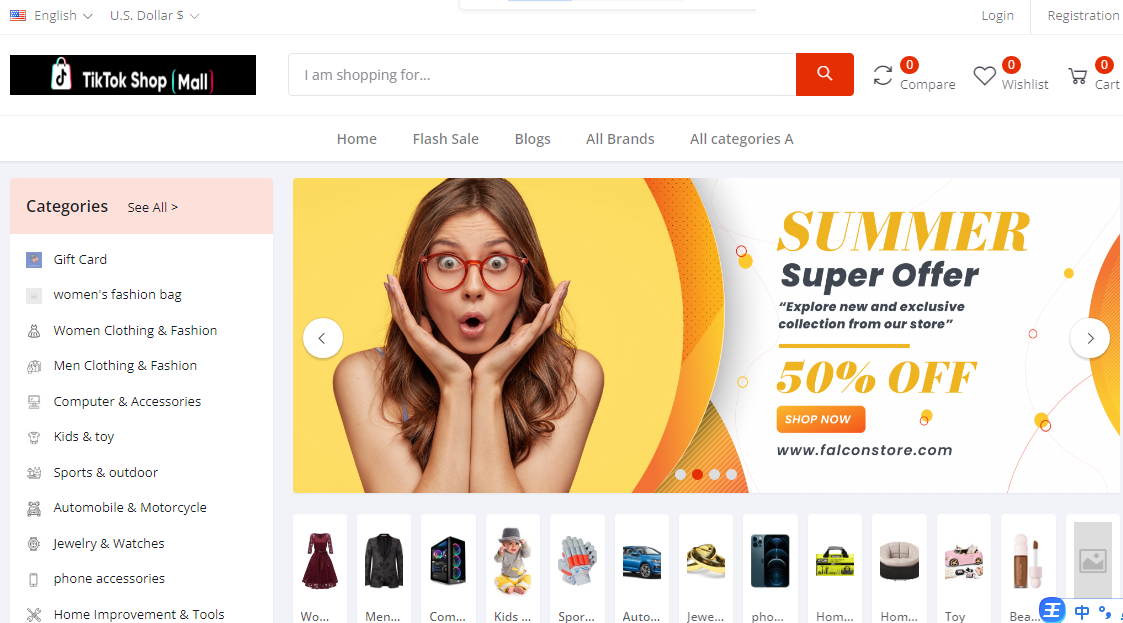 English U.S. Dollar $ Login Registration
TikTok Shop (Mall)
I am shopping for...
0 Compare
0 Wishlist
0 Cart
Home Flash Sale Blogs All Brands All categories A
Categories See All >
Gift Card
women's fashion bag
Women Clothing & Fashion
Men Clothing & Fashion
Computer & Accessories
Kids & toy
Sports & outdoor
Automobile & Motorcycle
Jewelry & Watches
phone accessories
Home Improvement & Tools
SUMMER
Super Offer
“Explore new and exclusive
collection from our store”
50% OFF
SHOP NOW
www.falconstore.com
Wo... Men... Com... Kids ... Spor... Auto... Jewe... pho... Hom... Hom... Toy Bea...
王 中 °,